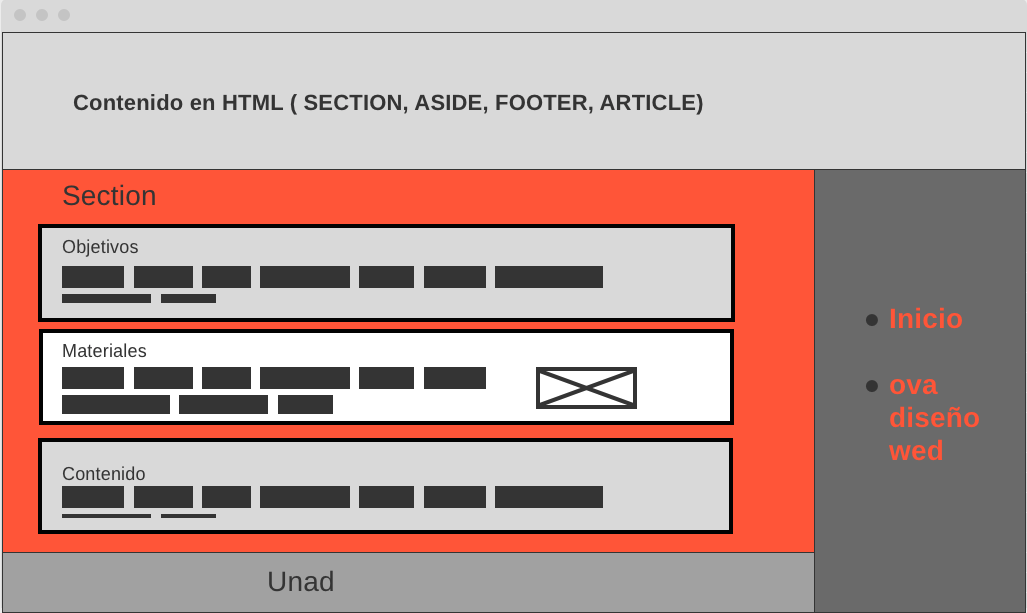 Contenido en HTML ( SECTION, ASIDE, FOOTER, ARTICLE)
Section
Objetivos
Materiales
Contenido
Inicio
ova
diseño
wed
Unad